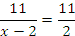 11/(x − 2) = 11/2